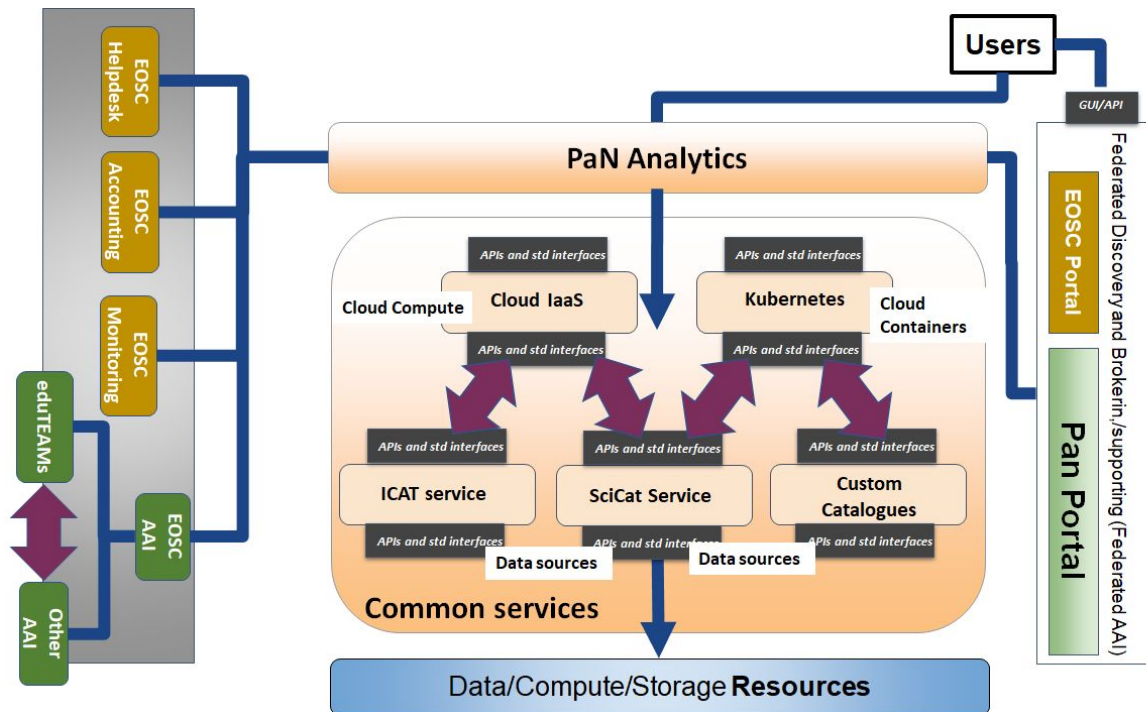 Users
GUI/API
EOSC
Helpdesk
EOSC
Accounting
EOSC
Monitoring
eduTEAMs
EOSC
AAI
Other
AAI
PaN Analytics
APIs and std interfaces
Cloud IaaS
APIs and std interfaces
Cloud Compute
APIs and std interfaces
Kubernetes
APIs and std interfaces
Cloud
Containers
APIs and std interfaces
ICAT service
APIs and std interfaces
APIs and std interfaces
SciCat Service
APIs and std interfaces
APIs and std interfaces
Custom
Catalogues
APIs and std interfaces
Data sources
Data sources
Common services
Data/Compute/Storage Resources
EOSC Portal
Pan Portal
Federated Discovery and Brokerin,/supporting (Federated AAI)